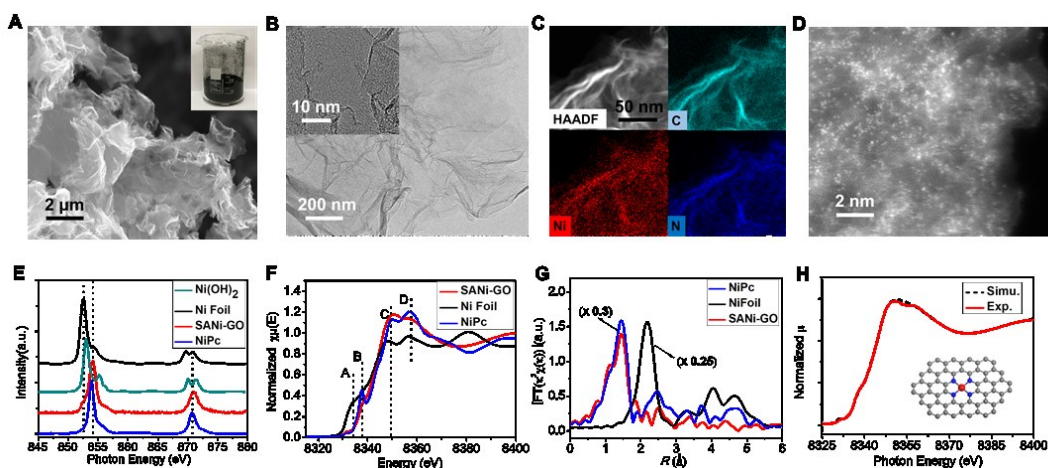 A
2 µm
B
10 nm
200 nm
C
HAADF
50 nm
C
Ni
N
D
2 nm
E
Intensity(a.u.)
Ni(OH)2
Ni Foil
SANi-GO
NiPc
845 850 855 860 865 870 875 880
Photon Energy (eV)
F
Normalized χμ(E)
1.4
1.2
1.0
0.8
0.6
0.4
0.2
0.0
A
B
C
D
SANi-GO
Ni Foil
NiPc
8320 8340 8360 8380 8400
Energy (eV)
G
2.0
1.5
1.0
0.5
0.0
(x 0.3)
(x 0.25)
NiPc
NiFoil
SANi-GO
0 1 2 3 4 5 6
R (Å)
H
Normalized μ
Simu.
Exp.
8325 8340 8355 8370 8385 8400
Photon Energy (eV)